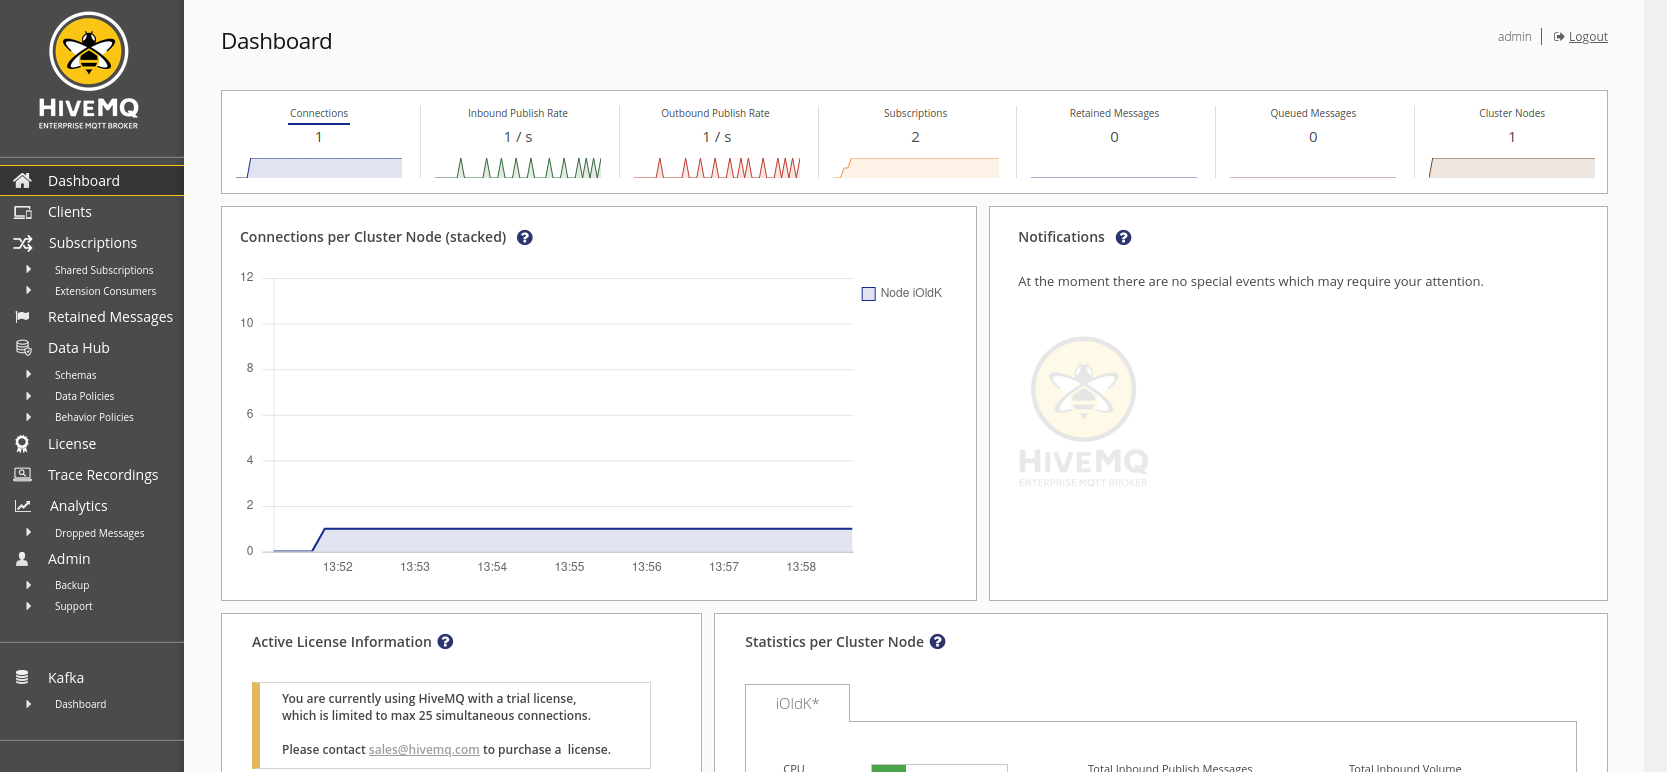 HIVEMQ
ENTERPRISE MQTT BROKER
Dashboard
Clients
Subscriptions
Shared Subscriptions
Extension Consumers
Retained Messages
Data Hub
Schemas
Data Policies
Behavior Policies
License
Trace Recordings
Analytics
Dropped Messages
Admin
Backup
Support
Kafka
Dashboard
Dashboard
admin
Logout
Connections
1
Inbound Publish Rate
1 / s
Outbound Publish Rate
1 / s
Subscriptions
2
Retained Messages
0
Queued Messages
0
Cluster Nodes
1
Connections per Cluster Node (stacked) ?
12
10
8
6
4
2
0
13:52 13:53 13:54 13:55 13:56 13:57 13:58
Node iOldK
Notifications ?
At the moment there are no special events which may require your attention.
HIVEMQ
ENTERPRISE MQTT BROKER
Active License Information ?
You are currently using HiveMQ with a trial license,
which is limited to max 25 simultaneous connections.
Please contact sales@hivemq.com to purchase a license.
Statistics per Cluster Node ?
iOldK*
CPU
Total Inbound Publish Messages
Total Inbound Volume